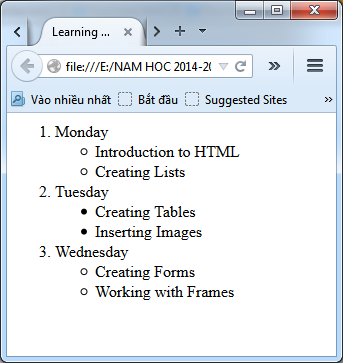 Learning ...
file:///E:/NAM HOC 2014-20
Vào nhiều nhất Bắt đầu Suggested Sites
1. Monday
Introduction to HTML
Creating Lists
2. Tuesday
Creating Tables
Inserting Images
3. Wednesday
Creating Forms
Working with Frames